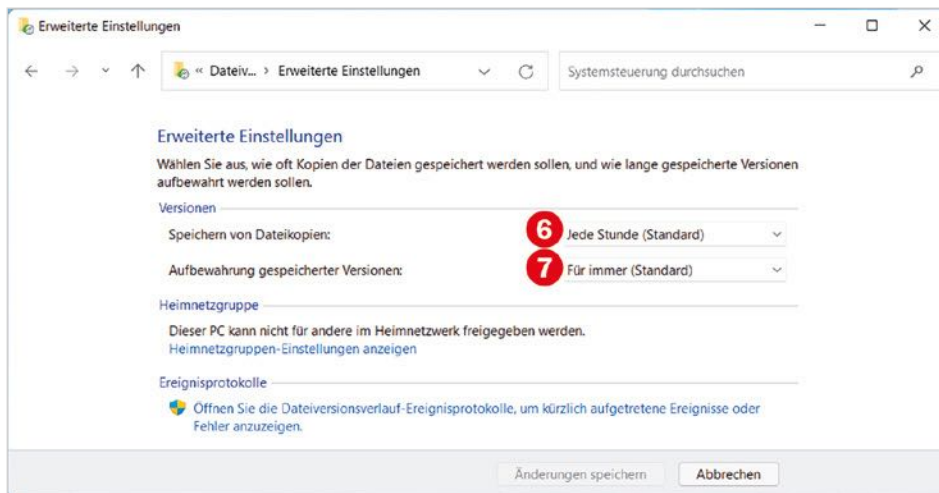 Erweiterte Einstellungen
« Dateiv... > Erweiterte Einstellungen
Systemsteuerung durchsuchen
Erweiterte Einstellungen
Wählen Sie aus, wie oft Kopien der Dateien gespeichert werden sollen, und wie lange gespeicherte Versionen
aufbewahrt werden sollen.
Versionen
Speichern von Dateikopien: 6 Jede Stunde (Standard)
Aufbewahrung gespeicherter Versionen: 7 Für immer (Standard)
Heimnetzgruppe
Dieser PC kann nicht für andere im Heimnetzwerk freigegeben werden.
Heimnetzgruppen-Einstellungen anzeigen
Ereignisprotokolle
Öffnen Sie die Dateiversionsverlauf-Ereignisprotokolle, um kürzlich aufgetretene Ereignisse oder
Fehler anzuzeigen.
Änderungen speichern Abbrechen